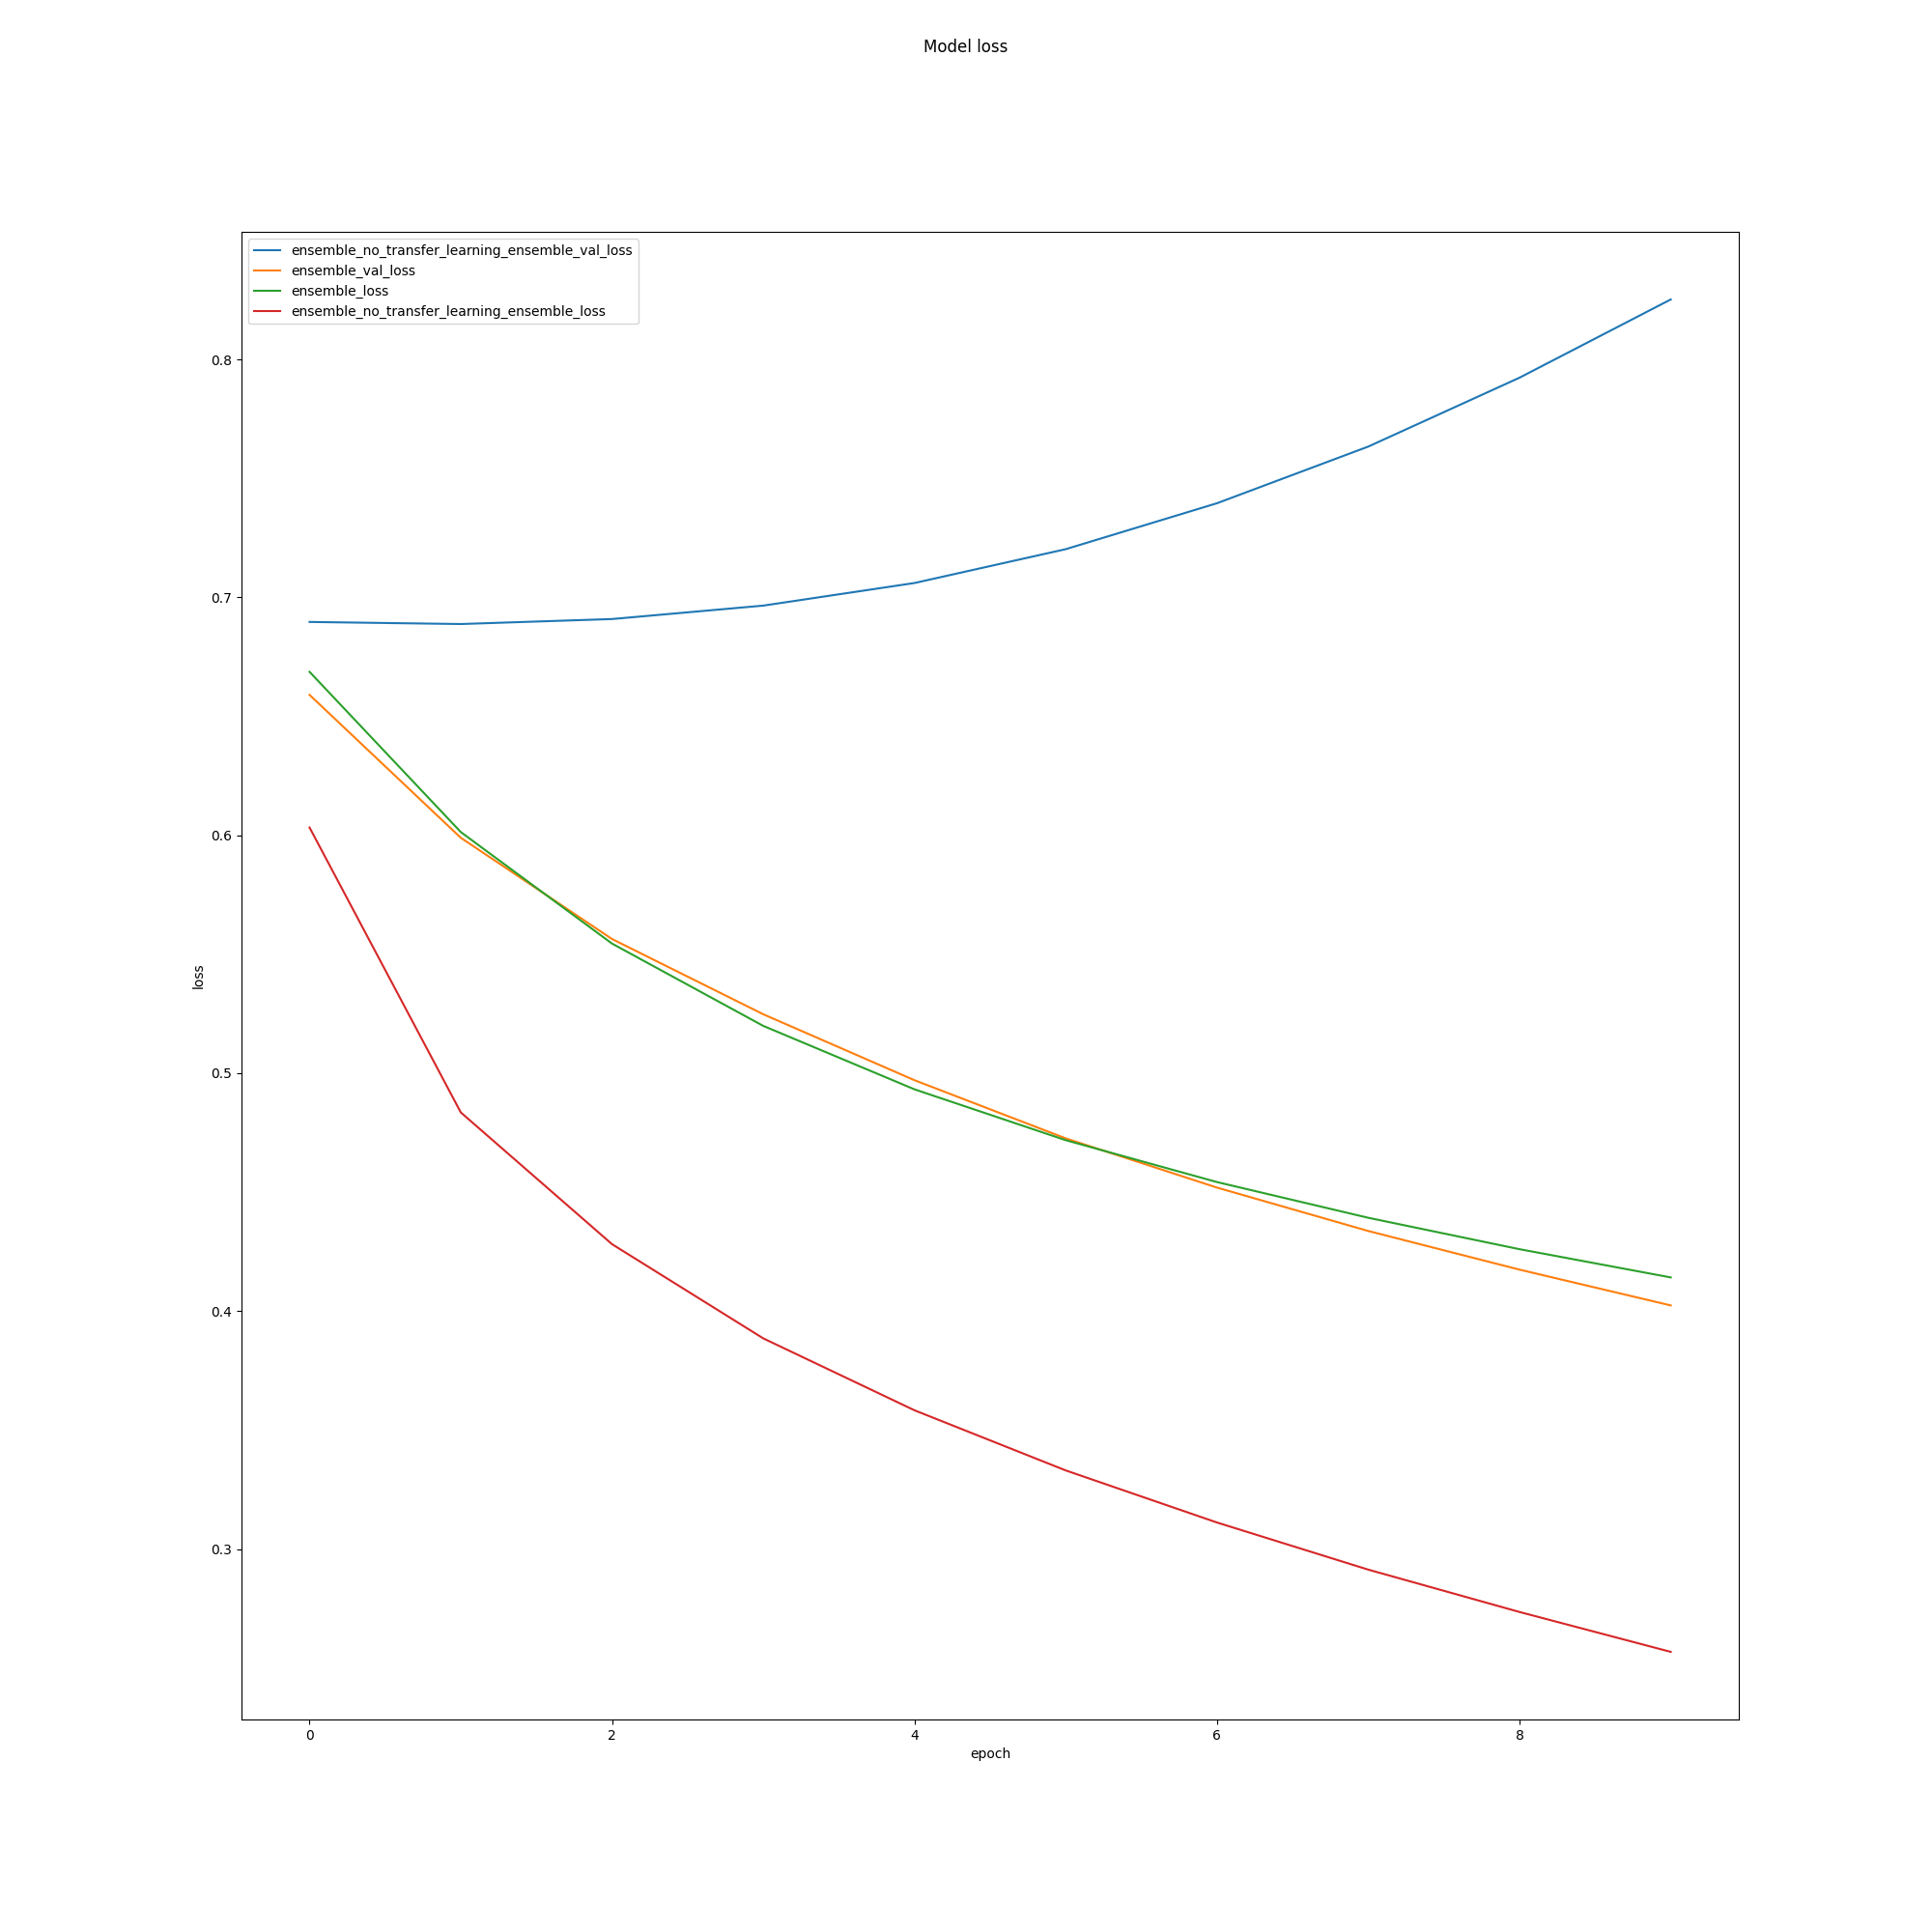 Model loss
ensemble_no_transfer_learning_ensemble_val_loss
ensemble_val_loss
ensemble_loss
ensemble_no_transfer_learning_ensemble_loss
0.8
0.7
0.6
0.5
0.4
0.3
loss
0 2 4 6 8
epoch